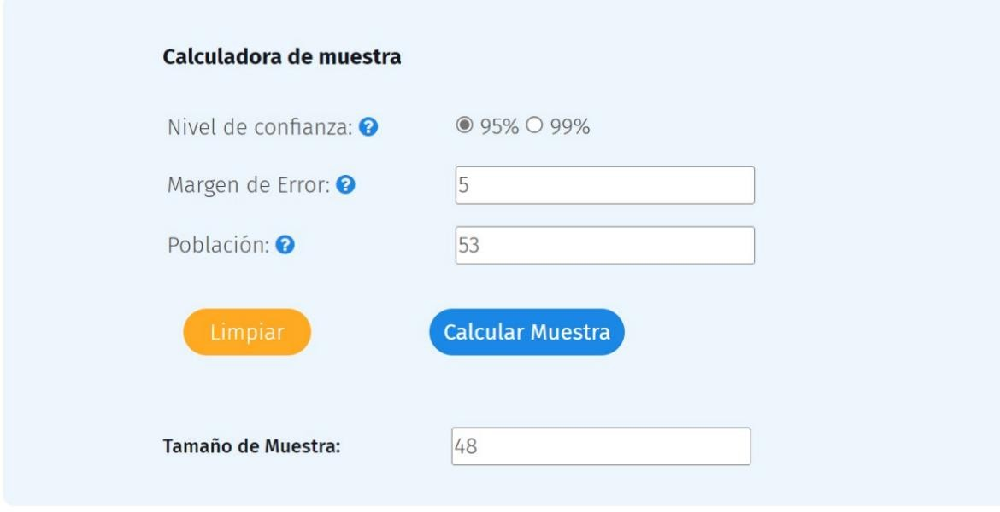 Calculadora de muestra
Nivel de confianza: ? 95% 99%
Margen de Error: ? 5
Población: ? 53
Limpiar Calcular Muestra
Tamaño de Muestra: 48